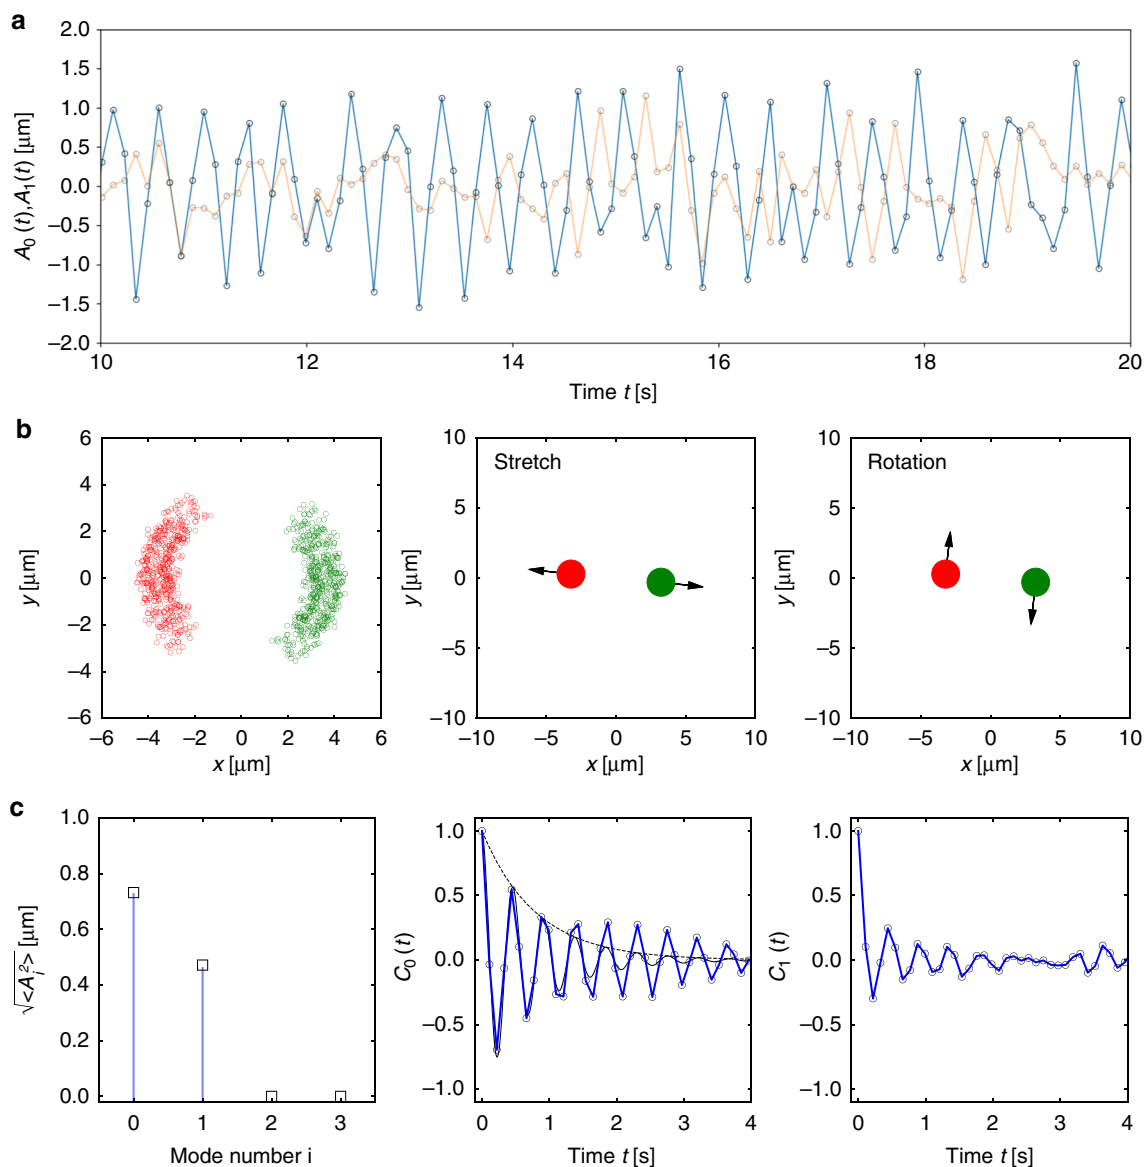 a
2.0
1.5
1.0
0.5
0.0
−0.5
−1.0
−1.5
−2.0
A0 (t),A1(t) [μm]
10 12 14 16 18 20
Time t [s]
b
6
4
2
0
−2
−4
−6
y [μm]
−6 −4 −2 0 2 4 6
x [μm]
Stretch
10
5
0
−5
−10
y [μm]
−10 −5 0 5 10
x [μm]
Rotation
10
5
0
−5
−10
y [μm]
−10 −5 0 5 10
x [μm]
c
1.0
0.8
0.6
0.4
0.2
0.0
√<Ai²> [μm]
0 1 2 3
Mode number i
1.0
0.5
0.0
−0.5
−1.0
C0 (t)
0 1 2 3 4
Time t [s]
1.0
0.5
0.0
−0.5
−1.0
C1 (t)
0 1 2 3 4
Time t [s]